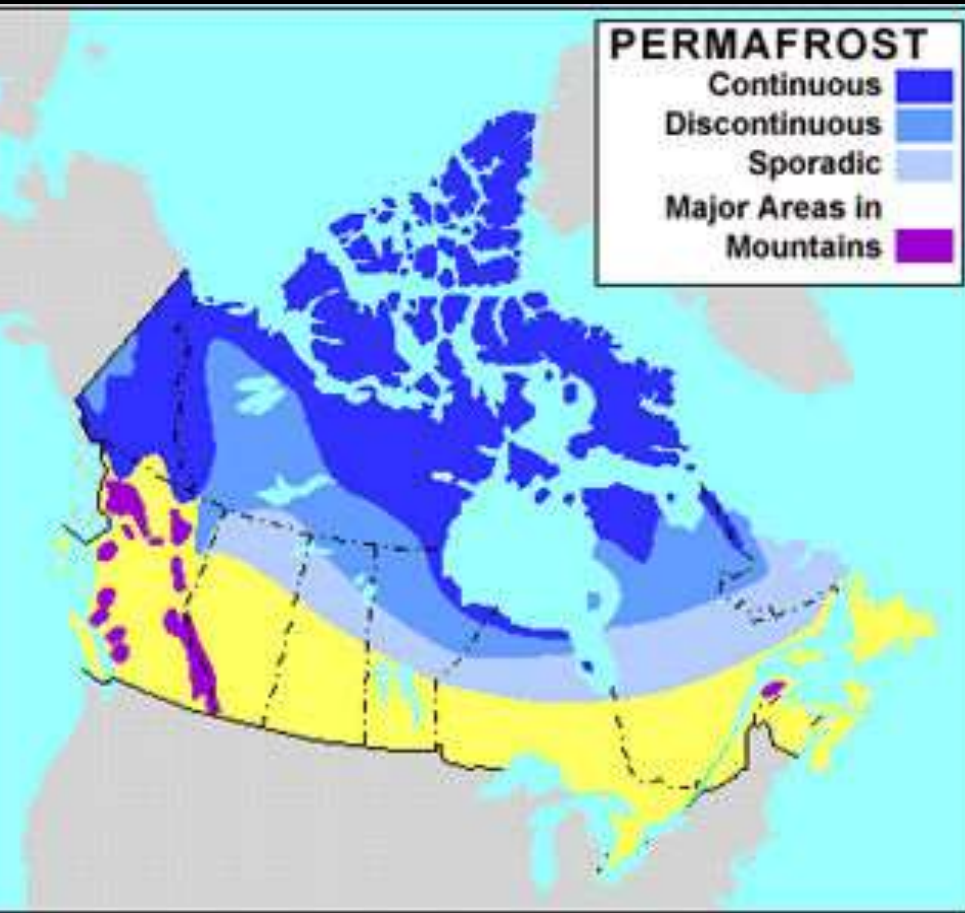 PERMAFROST
Continuous
Discontinuous
Sporadic
Major Areas in
Mountains